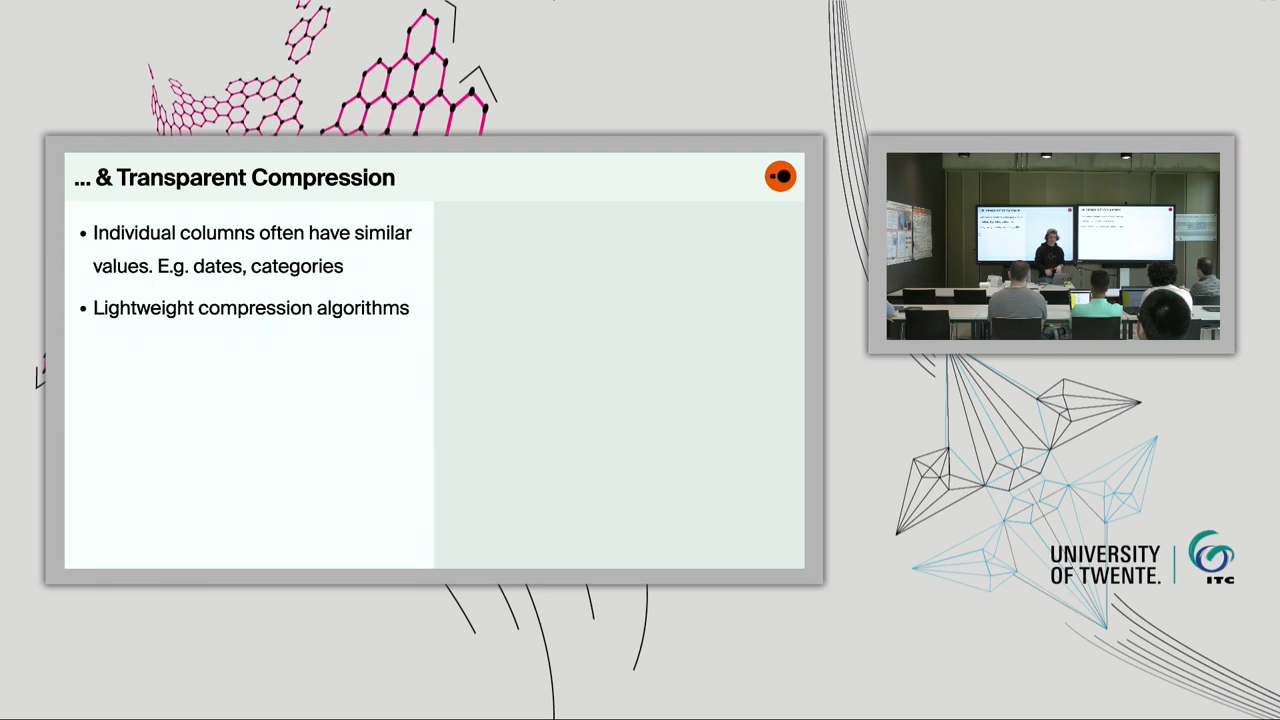 ... & Transparent Compression
• Individual columns often have similar
values. E.g. dates, categories
• Lightweight compression algorithms
UNIVERSITY
OF TWENTE.
ITC